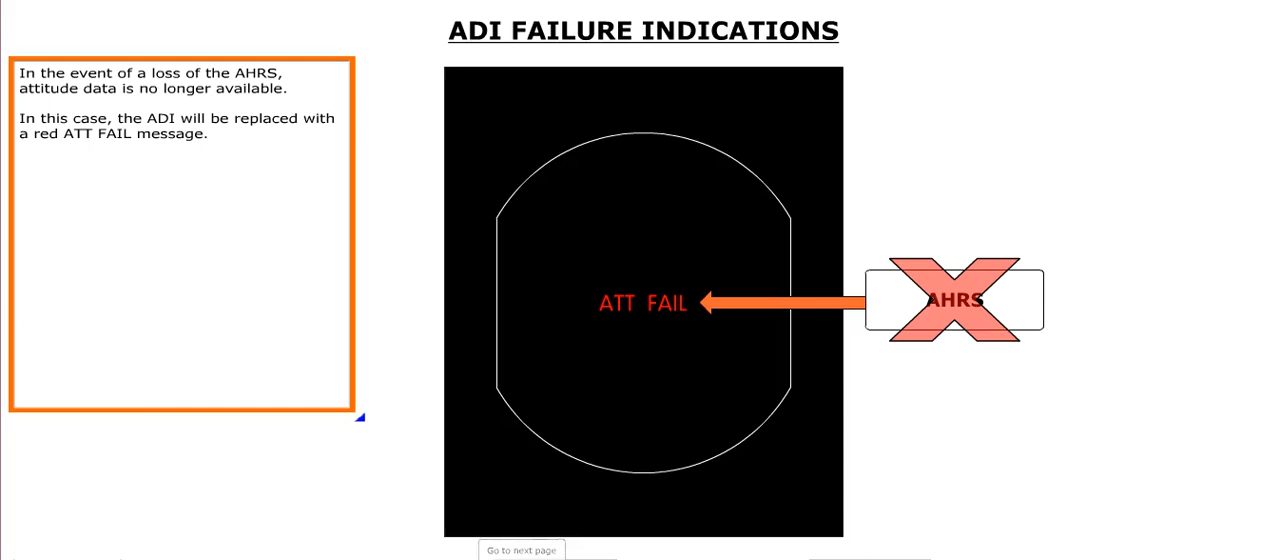 ADI FAILURE INDICATIONS
In the event of a loss of the AHRS,
attitude data is no longer available.
In this case, the ADI will be replaced with
a red ATT FAIL message.
ATT FAIL
AHRS
Go to next page